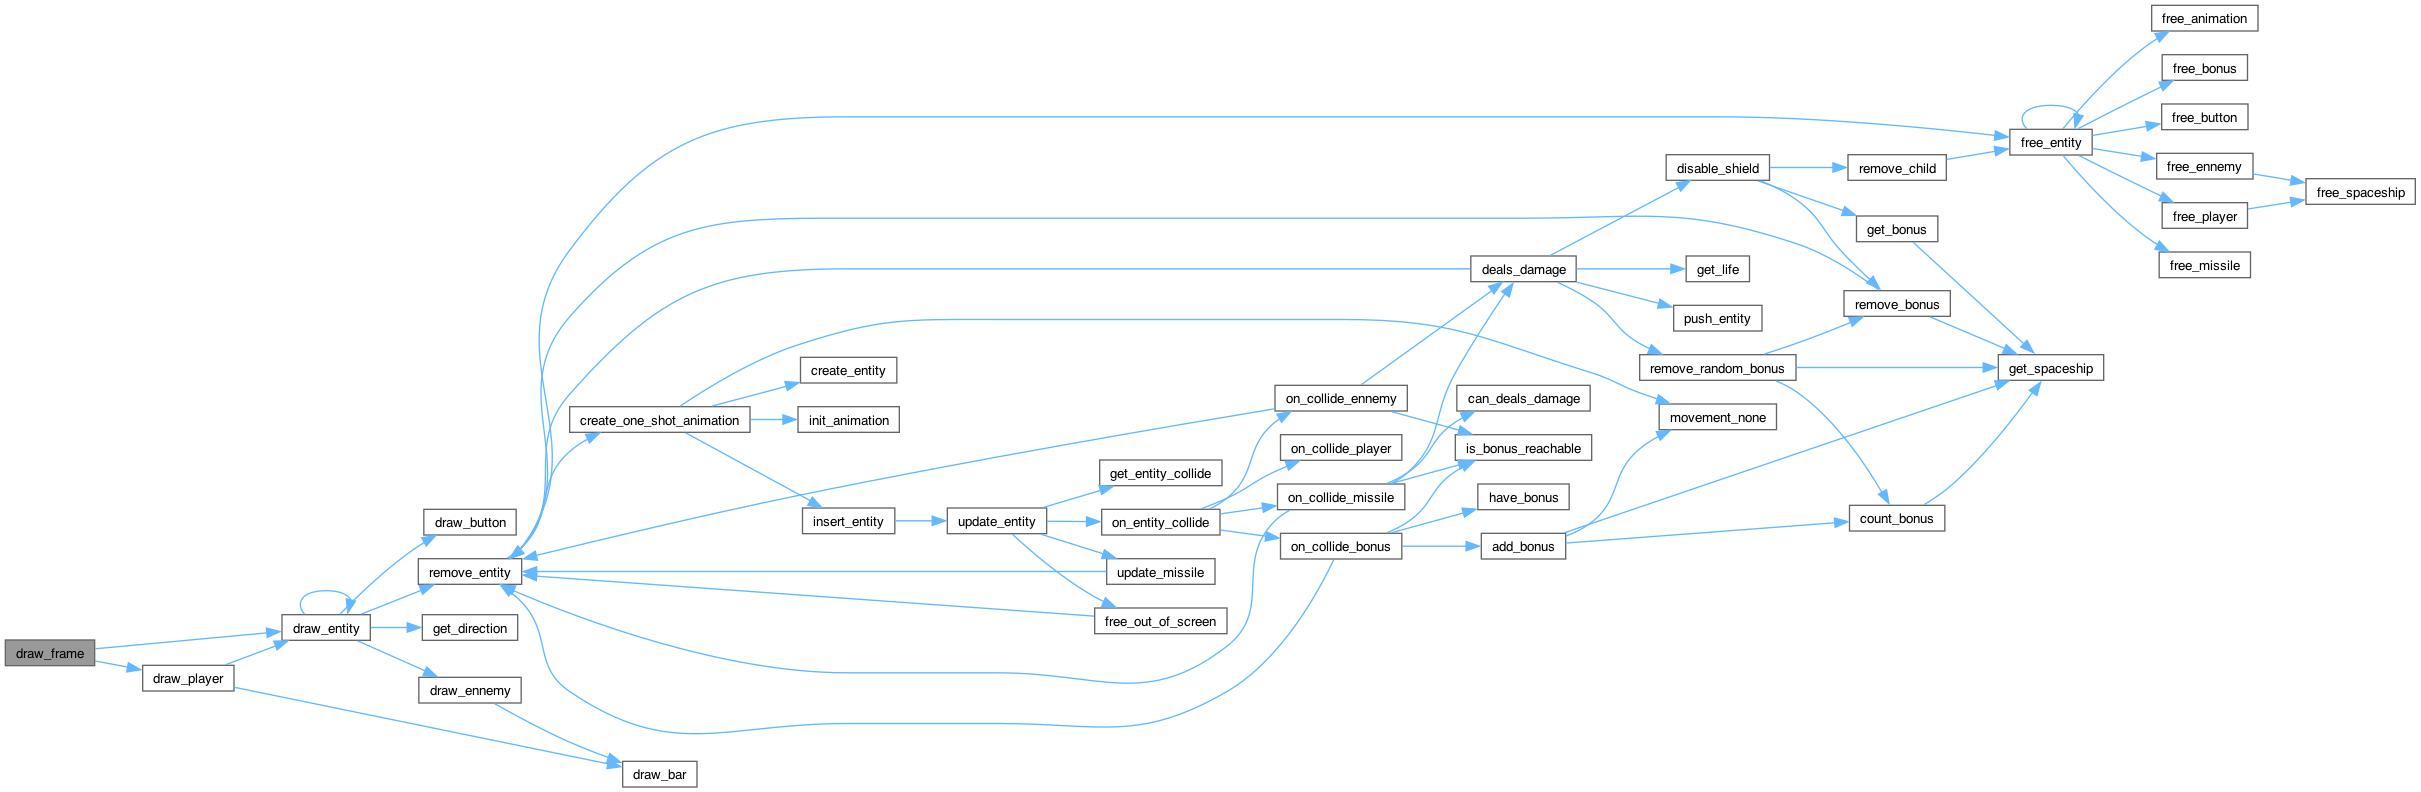 free_animation
free_bonus
free_button
free_entity
free_ennemy
disable_shield
remove_child
free_spaceship
free_player
get_bonus
free_missile
deals_damage
get_life
remove_bonus
push_entity
create_entity
remove_random_bonus
get_spaceship
on_collide_ennemy
can_deals_damage
create_one_shot_animation
init_animation
movement_none
on_collide_player
is_bonus_reachable
get_entity_collide
on_collide_missile
have_bonus
draw_button
insert_entity
update_entity
on_entity_collide
count_bonus
on_collide_bonus
add_bonus
remove_entity
update_missile
draw_entity
get_direction
free_out_of_screen
draw_frame
draw_player
draw_ennemy
draw_bar